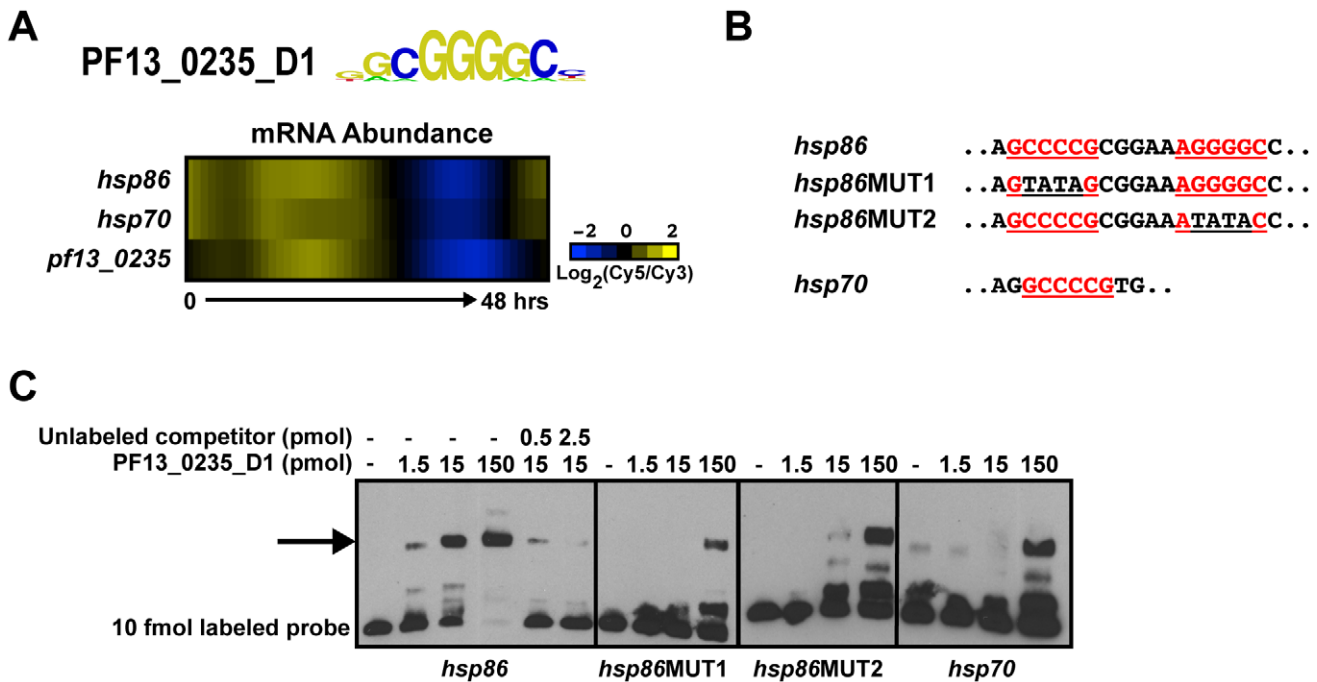 A
PF13_0235_D1
GGCGGGGCC
mRNA Abundance
hsp86
hsp70
pf13_0235
−2 0 2
Log2(Cy5/Cy3)
0 48 hrs
B
hsp86 ..AGCCCCGCGGAAAGGGGCC..
hsp86MUT1 ..AGTATAGCGGAAAGGGGCC..
hsp86MUT2 ..AGCCCCGCGGAAATATACC..
hsp70 ..AGGCCCCGTG..
C
Unlabeled competitor (pmol) - - - - 0.5 2.5
PF13_0235_D1 (pmol) - 1.5 15 150 15 15 - 1.5 15 150 - 1.5 15 150 - 1.5 15 150
10 fmol labeled probe
hsp86 hsp86MUT1 hsp86MUT2 hsp70